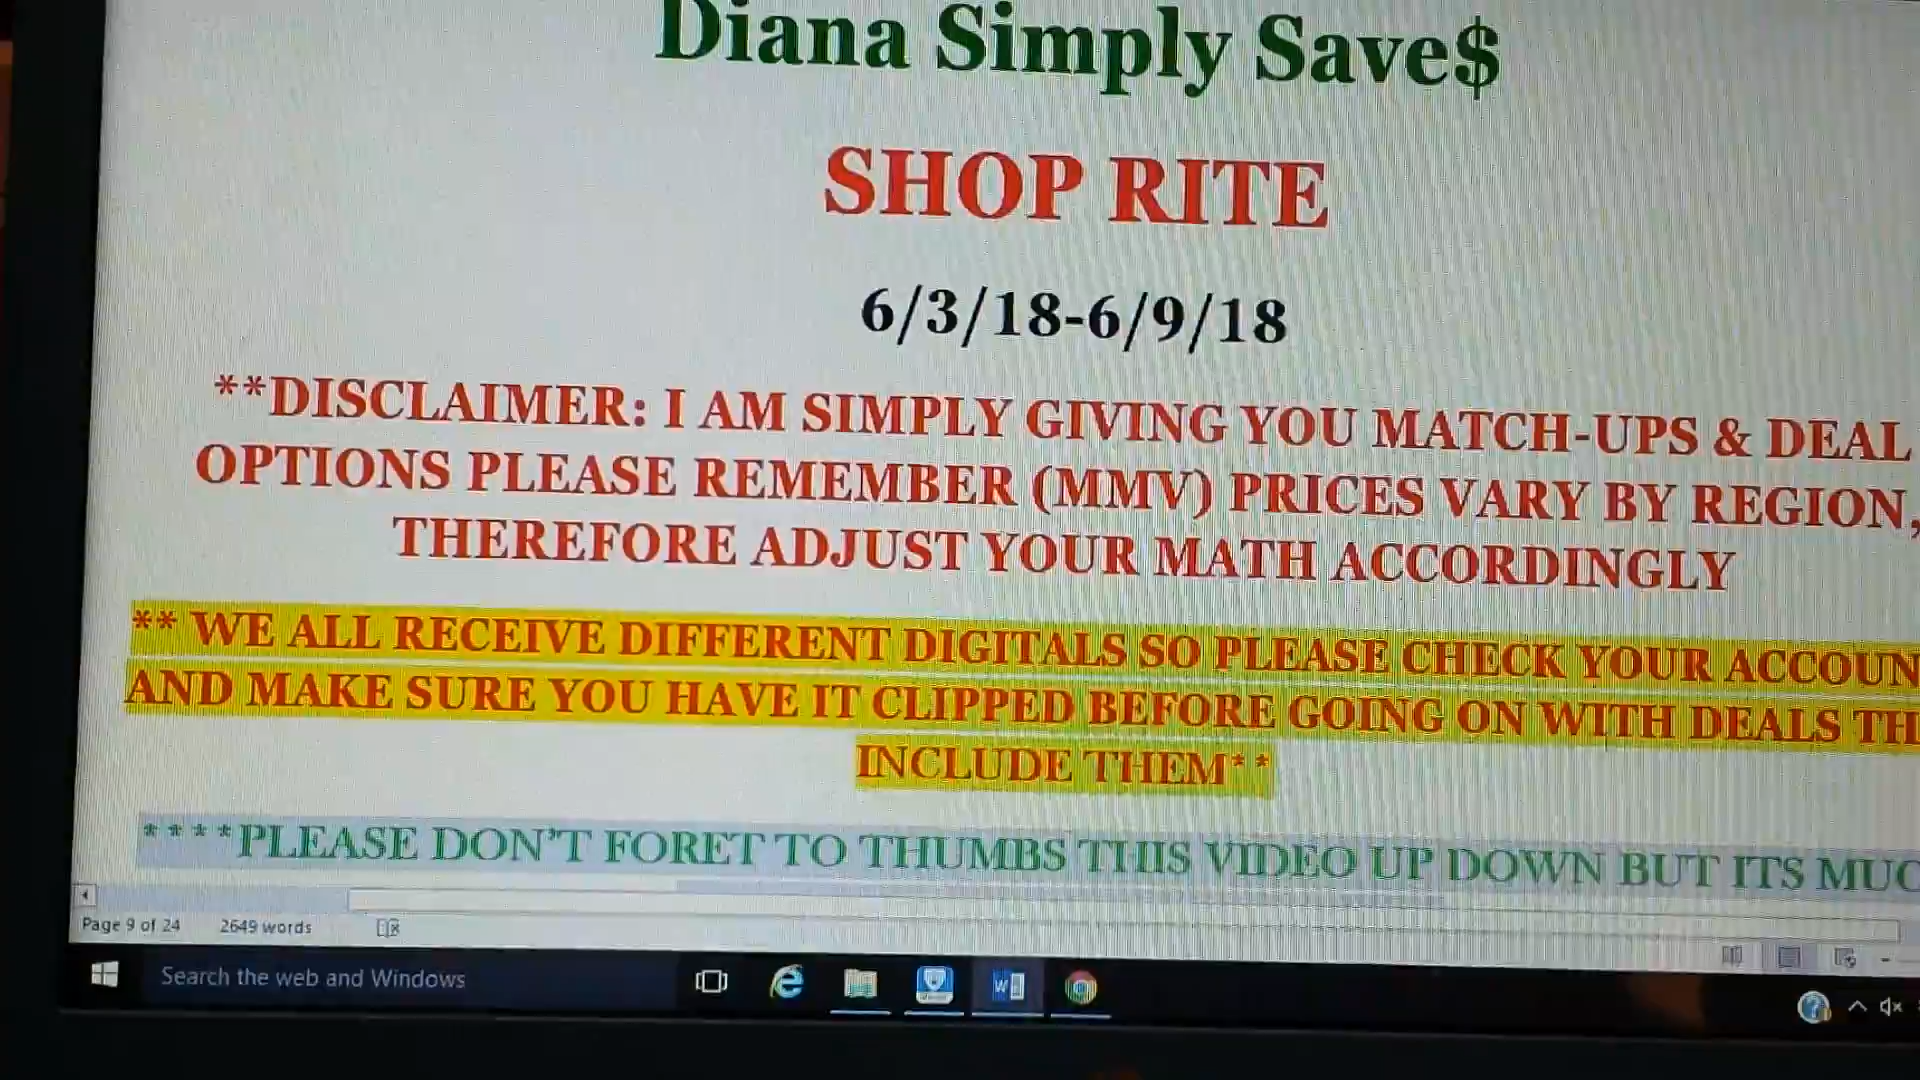 Diana Simply Save$
SHOP RITE
6/3/18-6/9/18
**DISCLAIMER: I AM SIMPLY GIVING YOU MATCH-UPS & DEAL
OPTIONS PLEASE REMEMBER (MMV) PRICES VARY BY REGION,
THEREFORE ADJUST YOUR MATH ACCORDINGLY
** WE ALL RECEIVE DIFFERENT DIGITALS SO PLEASE CHECK YOUR ACCOUN
AND MAKE SURE YOU HAVE IT CLIPPED BEFORE GOING ON WITH DEALS TH
INCLUDE THEM**
****PLEASE DON'T FORET TO THUMBS THIS VIDEO UP DOWN BUT ITS MUC
Page 9 of 24 2649 words
Search the web and Windows